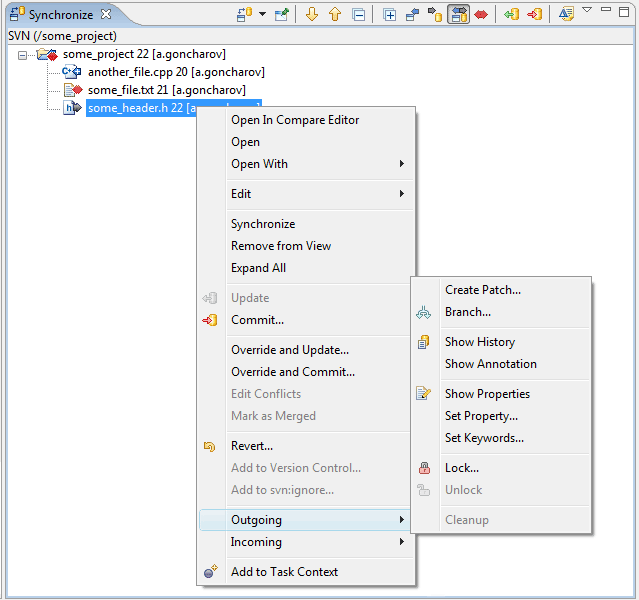 Synchronize
SVN (/some_project)
some_project 22 [a.goncharov]
another_file.cpp 20 [a.goncharov]
some_file.txt 21 [a.goncharov]
some_header.h 22 [a.
Open In Compare Editor
Open
Open With
Edit
Synchronize
Remove from View
Expand All
Update
Commit...
Override and Update...
Override and Commit...
Edit Conflicts
Mark as Merged
Revert...
Add to Version Control...
Add to svn:ignore...
Outgoing
Incoming
Add to Task Context
Create Patch...
Branch...
Show History
Show Annotation
Show Properties
Set Property...
Set Keywords...
Lock...
Unlock
Cleanup